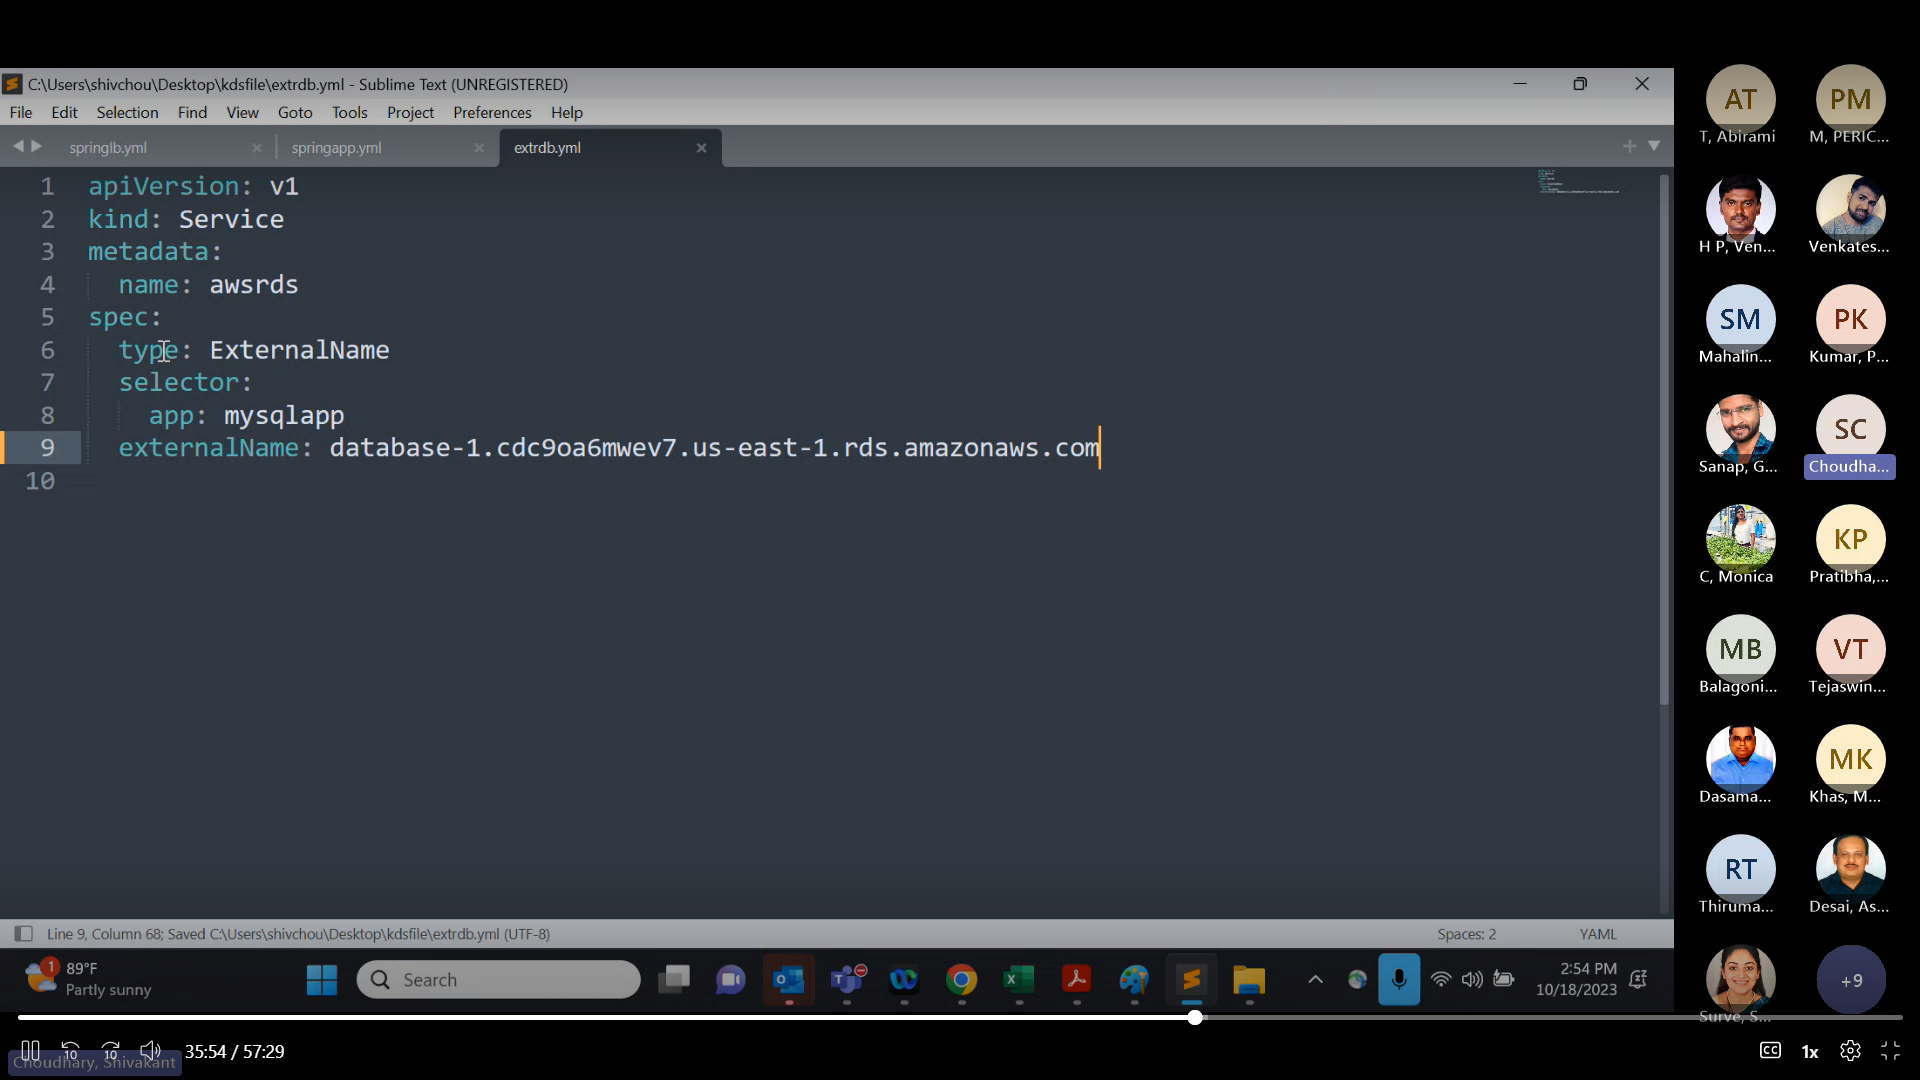 C:\Users\shivchou\Desktop\kdsfile\extrdb.yml - Sublime Text (UNREGISTERED)
File Edit Selection Find View Goto Tools Project Preferences Help
springlb.yml springapp.yml extrdb.yml
1 apiVersion: v1
2 kind: Service
3 metadata:
4 name: awsrds
5 spec:
6 type: ExternalName
7 selector:
8 app: mysqlapp
9 externalName: database-1.cdc9oa6mwev7.us-east-1.rds.amazonaws.com
10
Line 9, Column 68; Saved C:\Users\shivchou\Desktop\kdsfile\extrdb.yml (UTF-8) Spaces: 2 YAML
1 89°F
Partly sunny
Search
2:54 PM
10/18/2023
AT PM
T, Abirami M, PERIC...
H P, Ven... Venkates...
SM PK
Mahalin... Kumar, P...
SC
Sanap, G... Choudha...
KP
C, Monica Pratibha,...
MB VT
Balagoni... Tejaswin...
MK
Dasama... Khas, M...
RT
Thiruma... Desai, As...
+9
Surve, S...
10 10 35:54 / 57:29 CC 1x
Choudhary, Shivakant